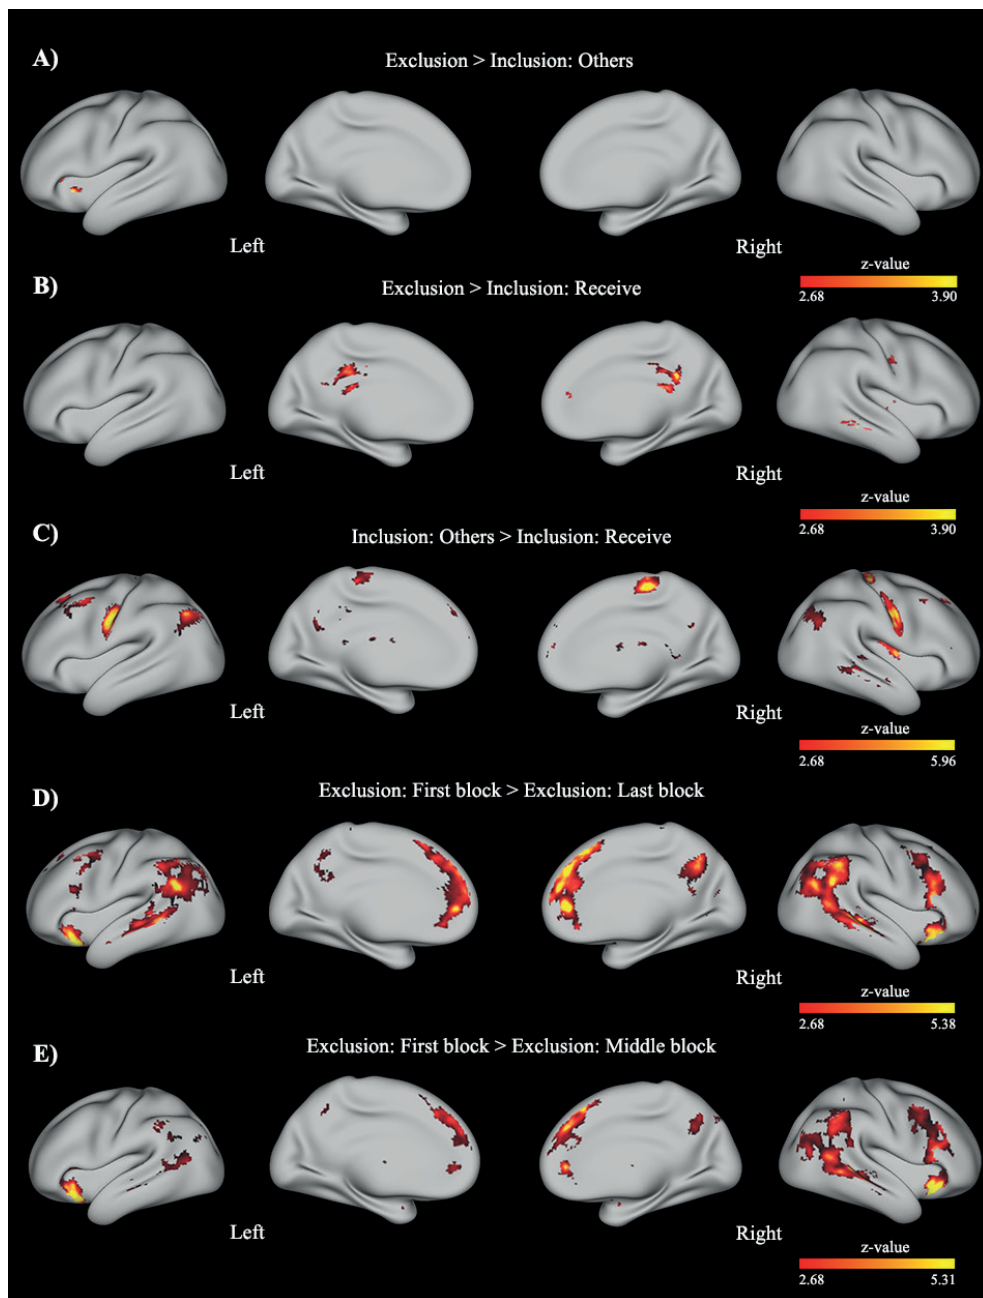 A)
Exclusion > Inclusion: Others
Left
Right
z-value
2.68 3.90
B)
Exclusion > Inclusion: Receive
Left
Right
z-value
2.68 3.90
C)
Inclusion: Others > Inclusion: Receive
Left
Right
z-value
2.68 5.96
D)
Exclusion: First block > Exclusion: Last block
Left
Right
z-value
2.68 5.38
E)
Exclusion: First block > Exclusion: Middle block
Left
Right
z-value
2.68 5.31